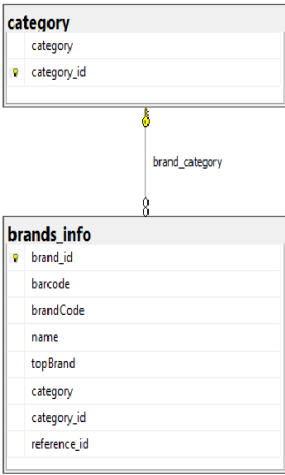 category
category
category_id
brand_category
brands_info
brand_id
barcode
brandCode
name
topBrand
category
category_id
reference_id